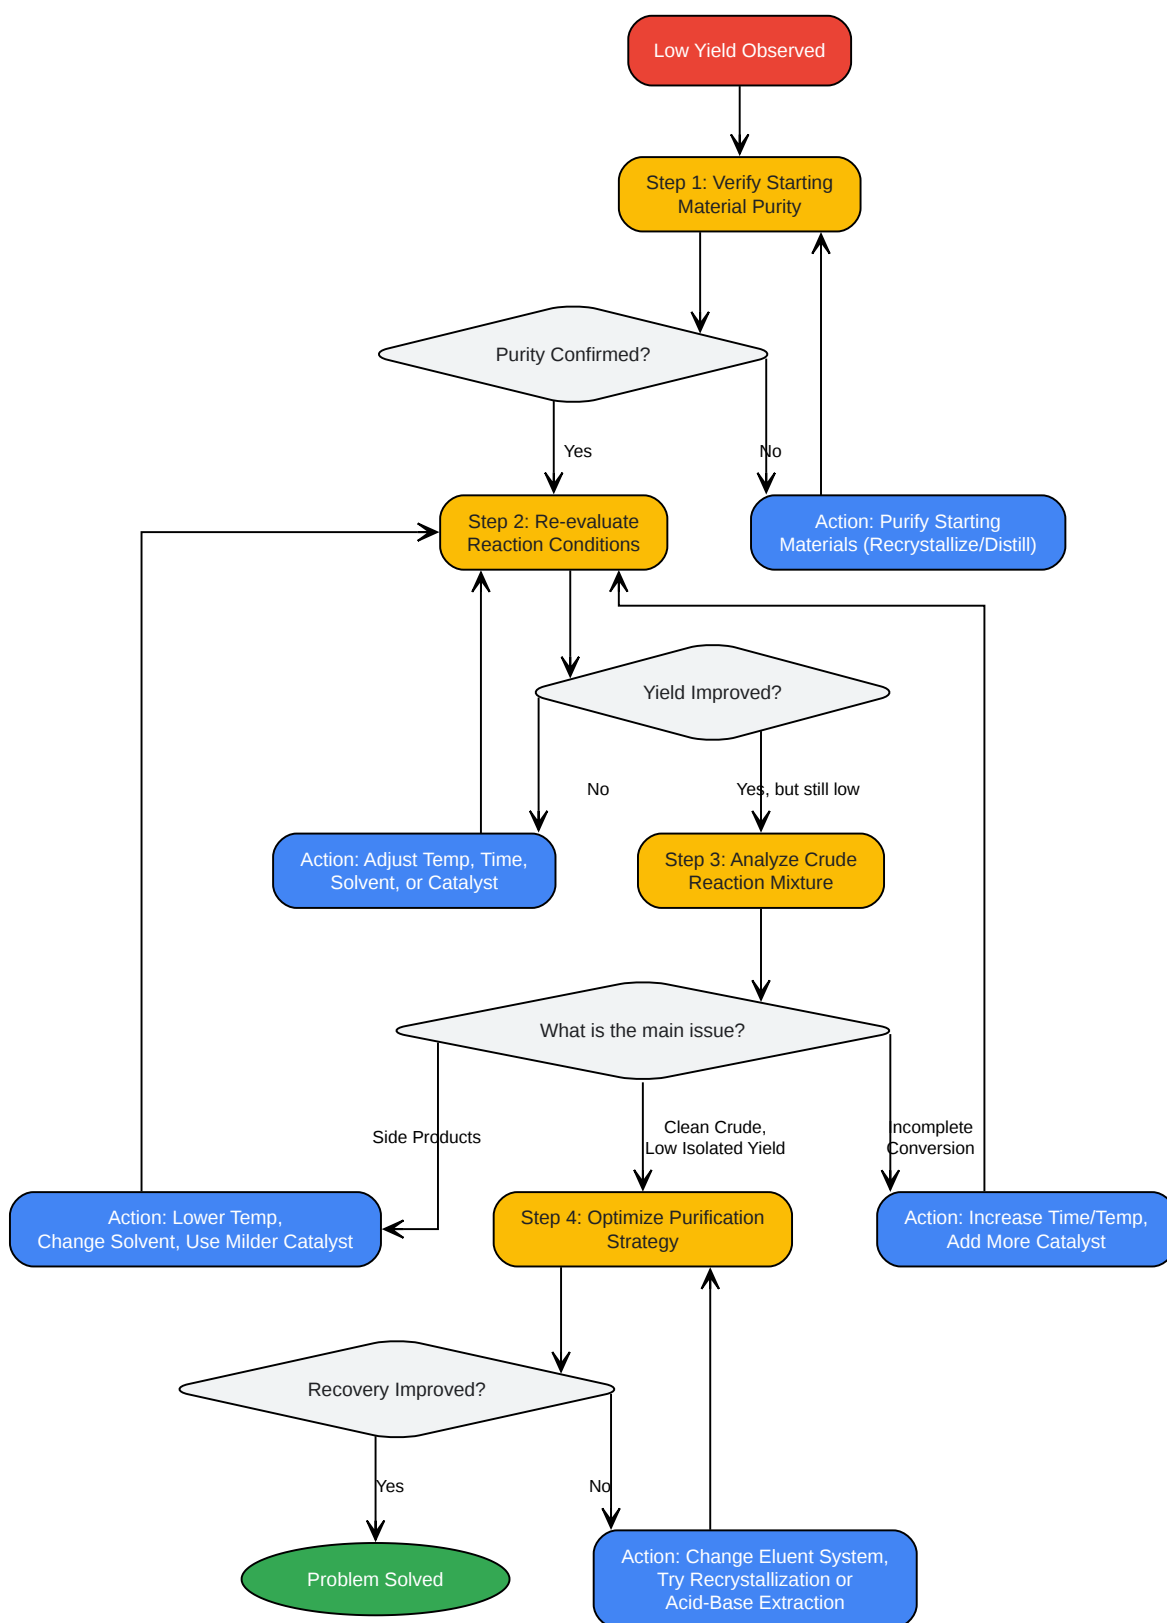 Low Yield Observed
Step 1: Verify Starting
Material Purity
Purity Confirmed?
Yes
No
Step 2: Re-evaluate
Reaction Conditions
Action: Purify Starting
Materials (Recrystallize/Distill)
Yield Improved?
No
Yes, but still low
Action: Adjust Temp, Time,
Solvent, or Catalyst
Step 3: Analyze Crude
Reaction Mixture
What is the main issue?
Side Products
Clean Crude,
Low Isolated Yield
Incomplete
Conversion
Action: Lower Temp,
Change Solvent, Use Milder Catalyst
Step 4: Optimize Purification
Strategy
Action: Increase Time/Temp,
Add More Catalyst
Recovery Improved?
Yes
No
Problem Solved
Action: Change Eluent System,
Try Recrystallization or
Acid-Base Extraction